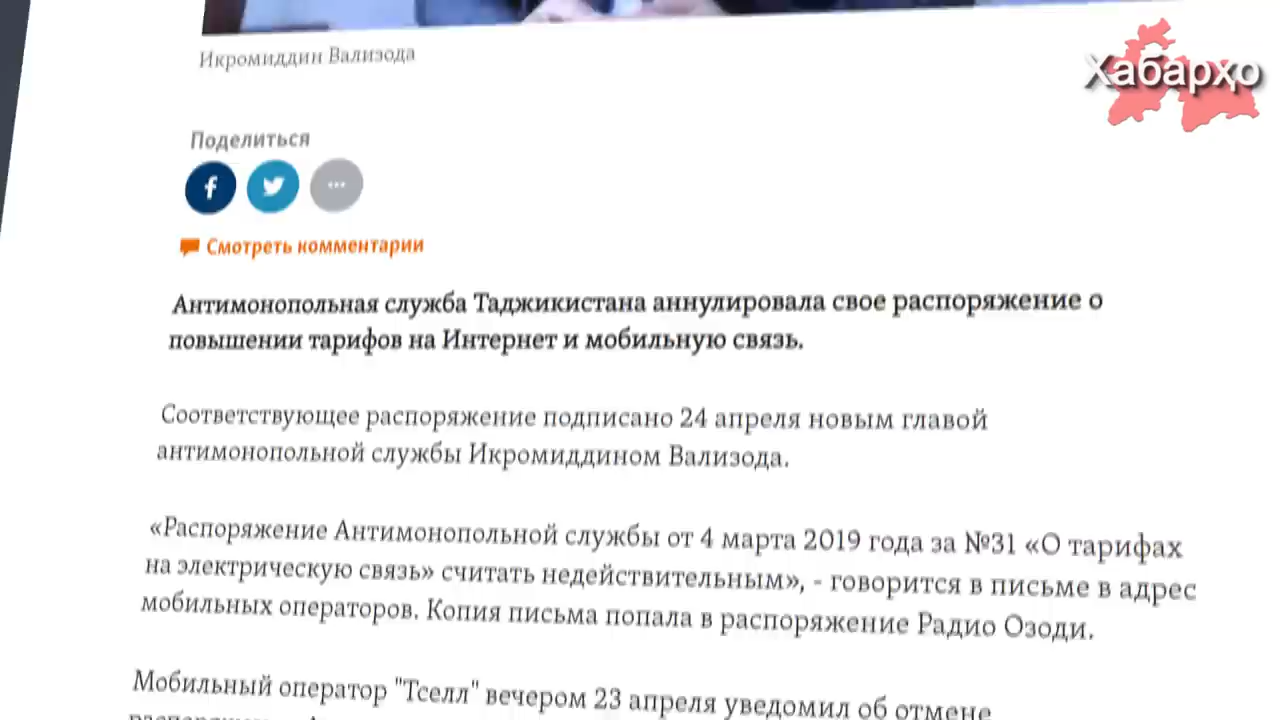 Икромиддин Вализода
Хабарҳо
Поделиться
Смотреть комментарии
Антимонопольная служба Таджикистана аннулировала свое распоряжение о
повышении тарифов на Интернет и мобильную связь.
Соответствующее распоряжение подписано 24 апреля новым главой
антимонопольной службы Икромиддином Вализода.
«Распоряжение Антимонопольной службы от 4 марта 2019 года за №31 «О тарифах
на электрическую связь» считать недействительным», - говорится в письме в адрес
мобильных операторов. Копия письма попала в распоряжение Радио Озоди.
Мобильный оператор "Тселл" вечером 23 апреля уведомил об отмене